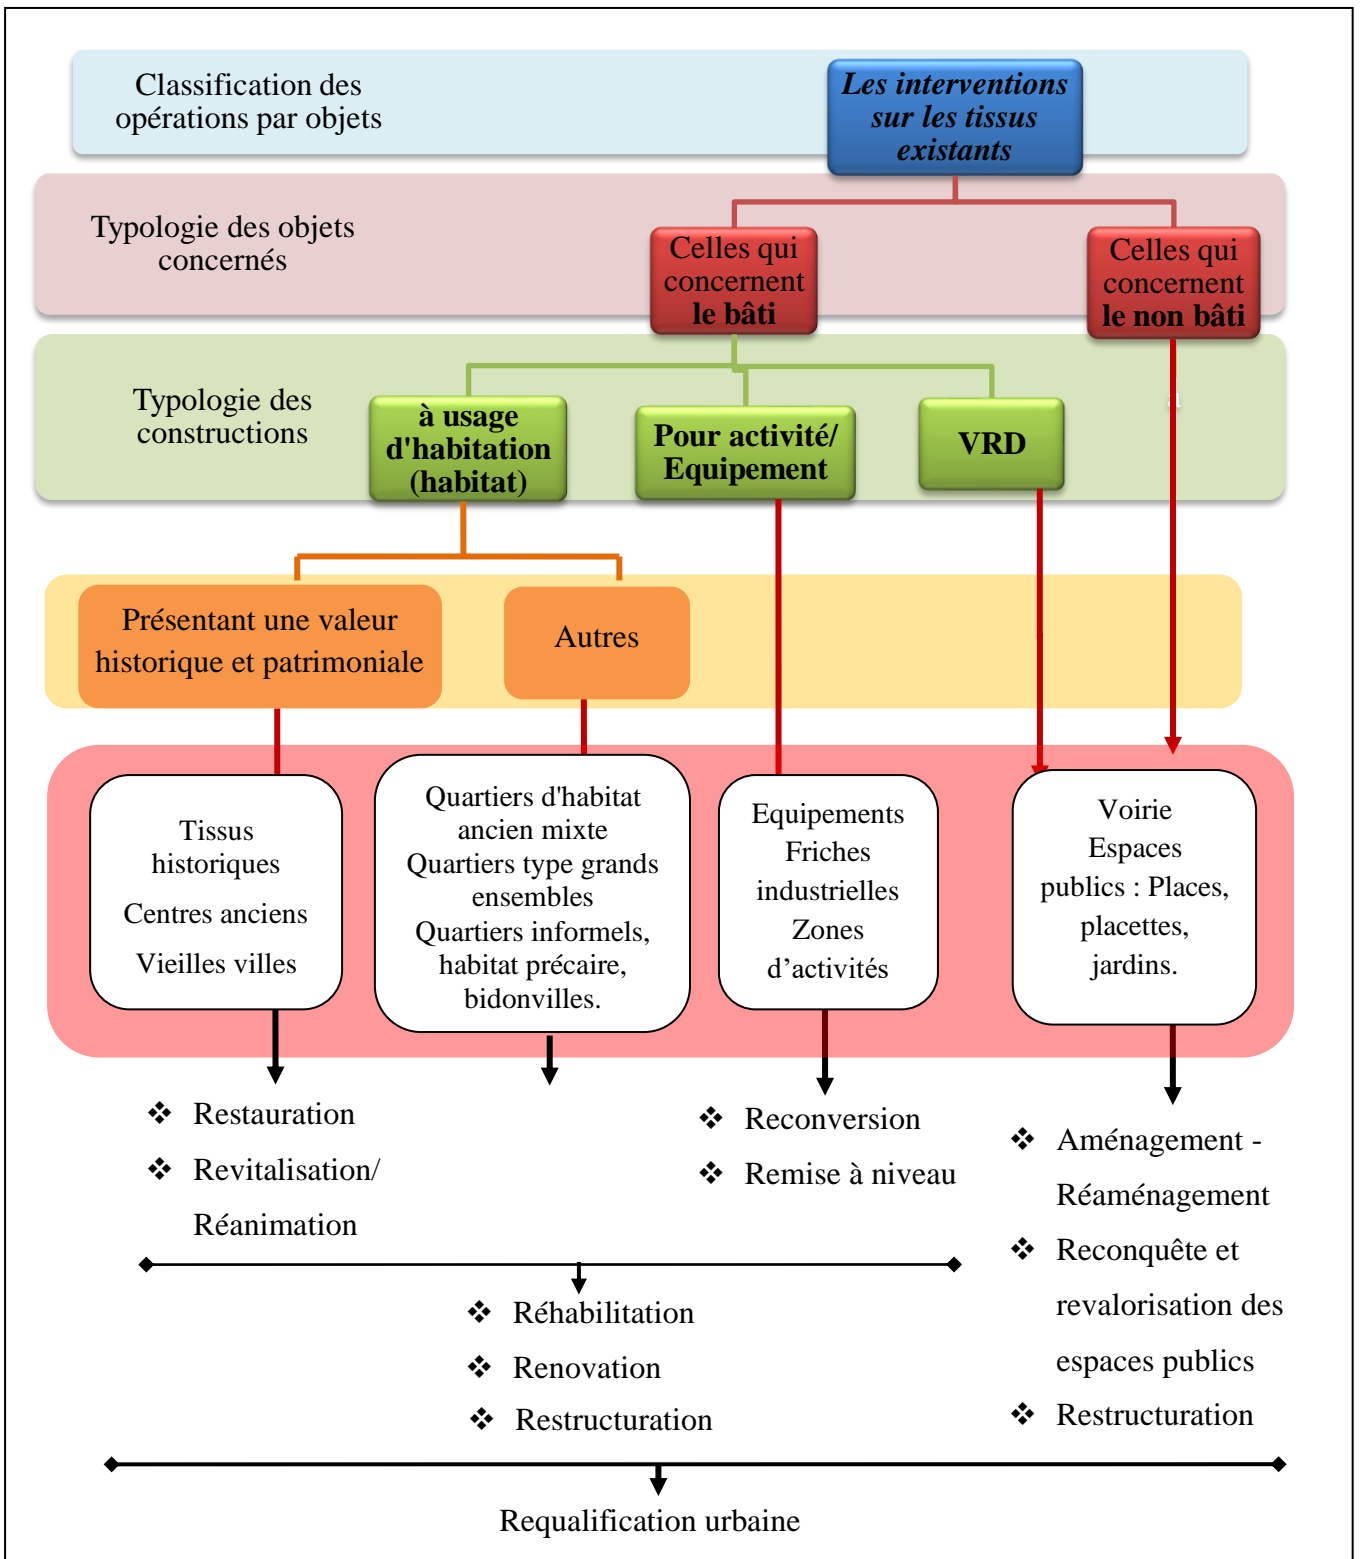 Classification des
opérations par objets
Les interventions
sur les tissus
existants
Typologie des objets
concernés
Celles qui
concernent
le bâti
Celles qui
concernent
le non bâti
Typologie des
constructions
à usage
d'habitation
(habitat)
Pour activité/
Equipement
VRD
a
Présentant une valeur
historique et patrimoniale
Autres
Tissus
historiques
Centres anciens
Vieilles villes
Quartiers d'habitat
ancien mixte
Quartiers type grands
ensembles
Quartiers informels,
habitat précaire,
bidonvilles.
Equipements
Friches
industrielles
Zones
d’activités
Voirie
Espaces
publics : Places,
placettes,
jardins.
❖ Restauration
❖ Revitalisation/
Réanimation
❖ Reconversion
❖ Remise à niveau
❖ Aménagement -
Réaménagement
❖ Reconquête et
revalorisation des
espaces publics
❖ Restructuration
❖ Réhabilitation
❖ Renovation
❖ Restructuration
Requalification urbaine